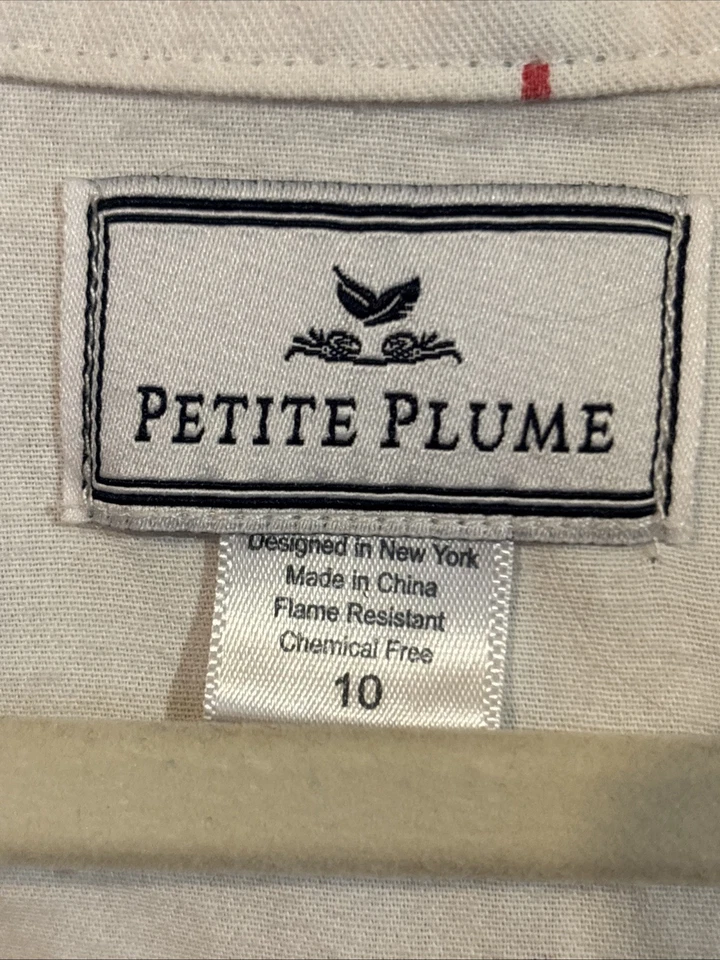 PETITE PLUME
Designed in New York
Made in China
Flame Resistant
Chemical Free
10